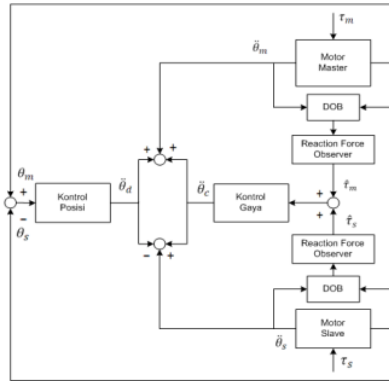 τₘ
θ̈ₘ
Motor
Master
DOB
Reaction Force
Observer
τ̂ₘ
+
+
θₘ
+
−
θₛ
Kontrol
Posisi
θ̈d
+
+
−
+
θ̈c
Kontrol
Gaya
τ̂ₛ
Reaction Force
Observer
DOB
θ̈ₛ
Motor
Slave
τₛ